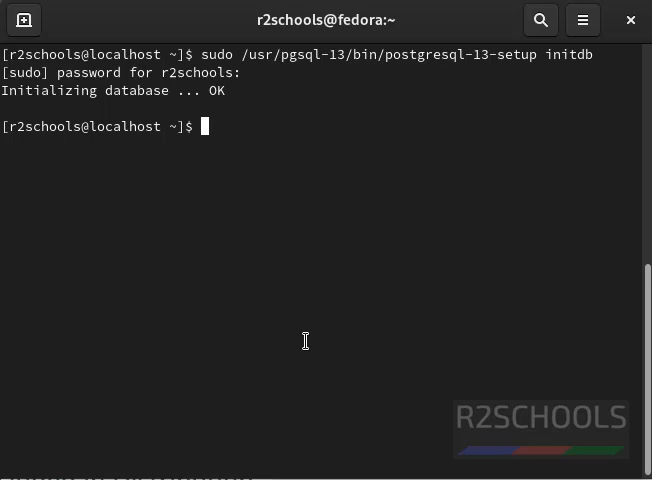 r2schools@fedora:~
[r2schools@localhost ~]$ sudo /usr/pgsql-13/bin/postgresql-13-setup initdb
[sudo] password for r2schools:
Initializing database ... OK
[r2schools@localhost ~]$
R2SCHOOLS